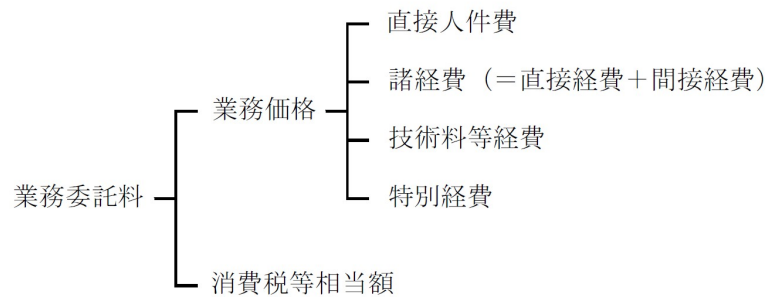 直接人件費
諸経費（＝直接経費＋間接経費）
業務価格
技術料等経費
特別経費
業務委託料
消費税等相当額